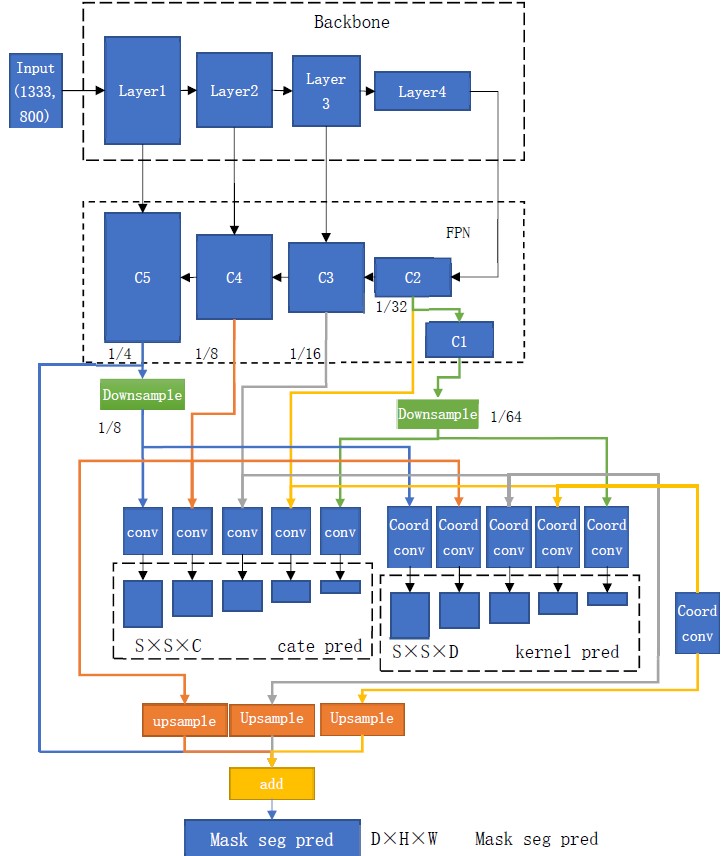 Backbone
Input
(1333,
800)
Layer1
Layer2
Layer
3
Layer4
FPN
C5
C4
C3
C2
1/32
C1
1/4
1/8
1/16
Downsample
1/8
Downsample
1/64
conv
conv
conv
conv
conv
Coord
conv
Coord
conv
Coord
conv
Coord
conv
Coord
conv
Coord
conv
S×S×C
cate pred
S×S×D
kernel pred
upsample
Upsample
Upsample
add
Mask seg pred
D×H×W
Mask seg pred